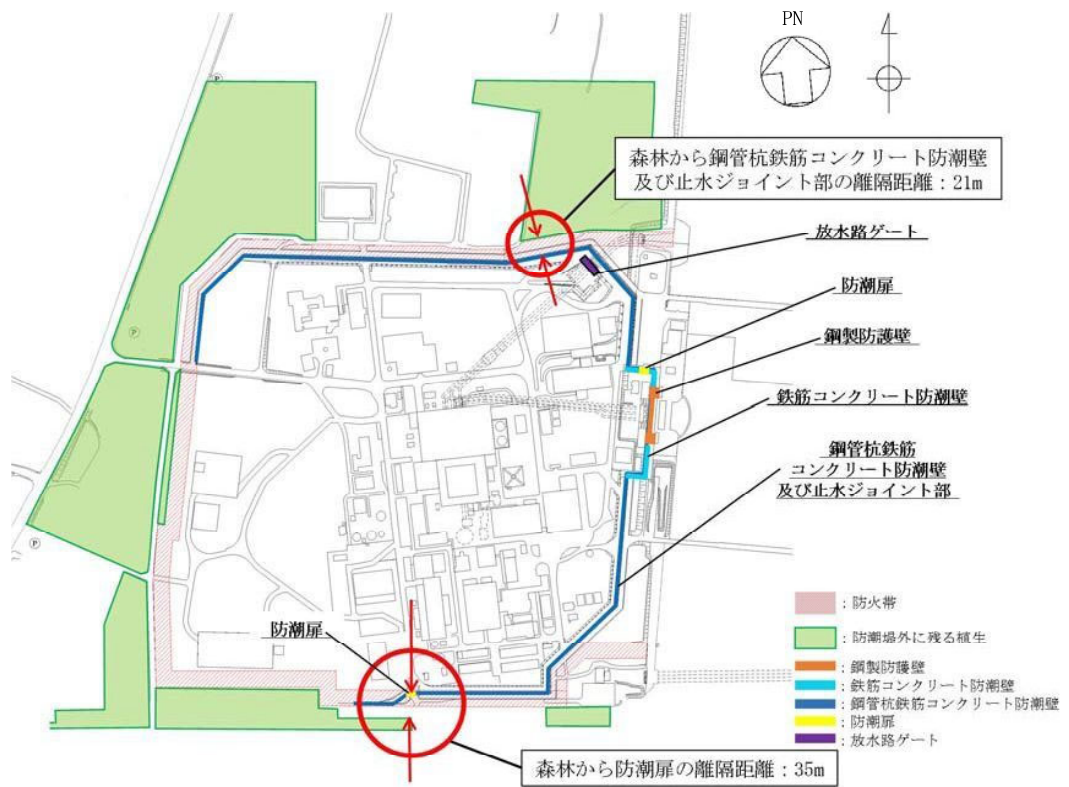 PN
森林から鋼管杭鉄筋コンクリート防潮壁
及び止水ジョイント部の離隔距離：21m
放水路ゲート
防潮扉
鋼製防護壁
鉄筋コンクリート防潮壁
鋼管杭鉄筋
コンクリート防潮壁
及び止水ジョイント部
P
P
P
防潮扉
森林から防潮扉の離隔距離：35m
：防火帯
：防潮堤外に残る植生
：鋼製防護壁
：鉄筋コンクリート防潮壁
：鋼管杭鉄筋コンクリート防潮壁
：防潮扉
：放水路ゲート